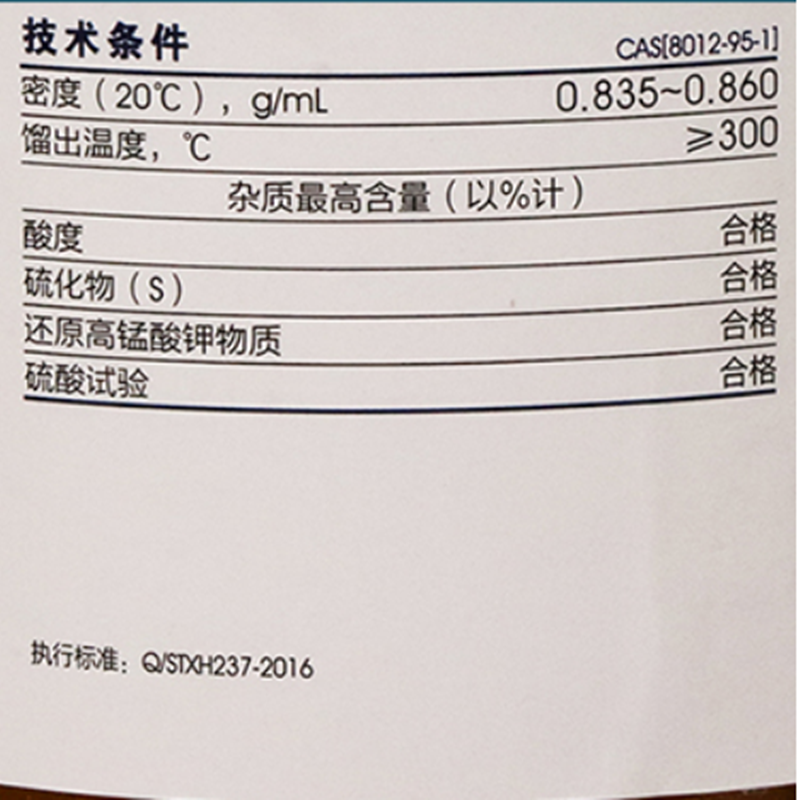 技术条件 CAS[8012-95-1]
密度（20℃），g/mL 0.835~0.860
馏出温度，℃ ≥300
杂质最高含量（以%计）
酸度 合格
硫化物（S） 合格
还原高锰酸钾物质 合格
硫酸试验 合格
执行标准：Q/STXH237-2016